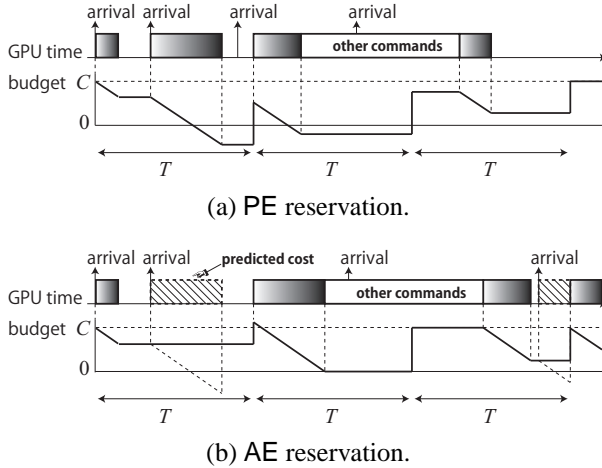 arrival arrival arrival arrival
GPU time other commands
budget C
0
T T T
(a) PE reservation.
arrival arrival predicted cost arrival arrival
GPU time other commands
budget C
0
T T T
(b) AE reservation.